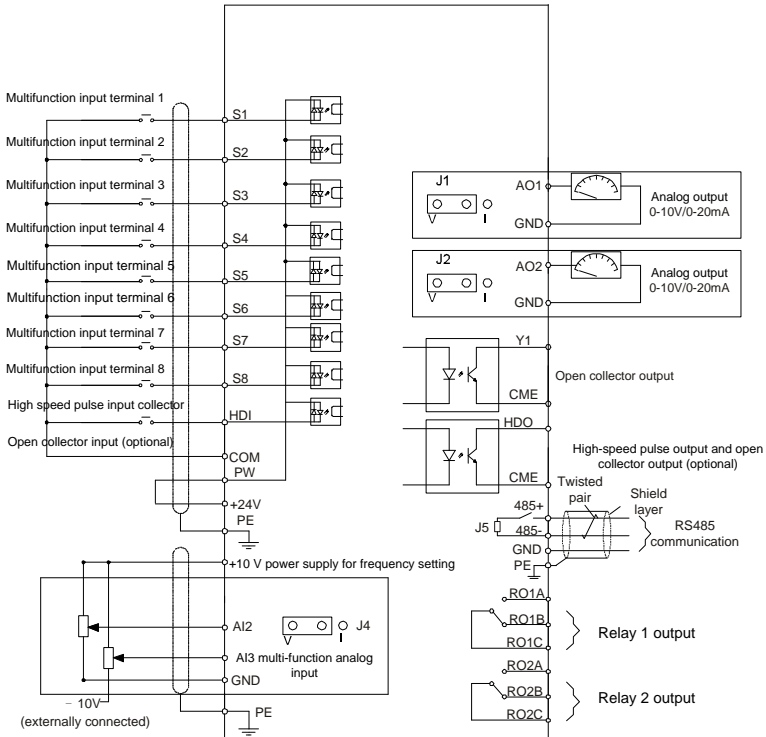 Multifunction input terminal 1
S1
Multifunction input terminal 2
S2
Multifunction input terminal 3
S3
Multifunction input terminal 4
S4
Multifunction input terminal 5
S5
Multifunction input terminal 6
S6
Multifunction input terminal 7
S7
Multifunction input terminal 8
S8
High speed pulse input collector
HDI
Open collector input (optional)
COM
PW
+24V
PE
+10 V power supply for frequency setting
AI2
V
I
J4
AI3 multi-function analog
input
GND
- 10V
(externally connected)
PE
J1
V
I
AO1
GND
Analog output
0-10V/0-20mA
J2
V
I
AO2
GND
Analog output
0-10V/0-20mA
Y1
CME
Open collector output
HDO
CME
High-speed pulse output and open
collector output (optional)
Twisted
pair
Shield
layer
485+
J5
485-
GND
PE
RS485
communication
RO1A
RO1B
RO1C
Relay 1 output
RO2A
RO2B
RO2C
Relay 2 output